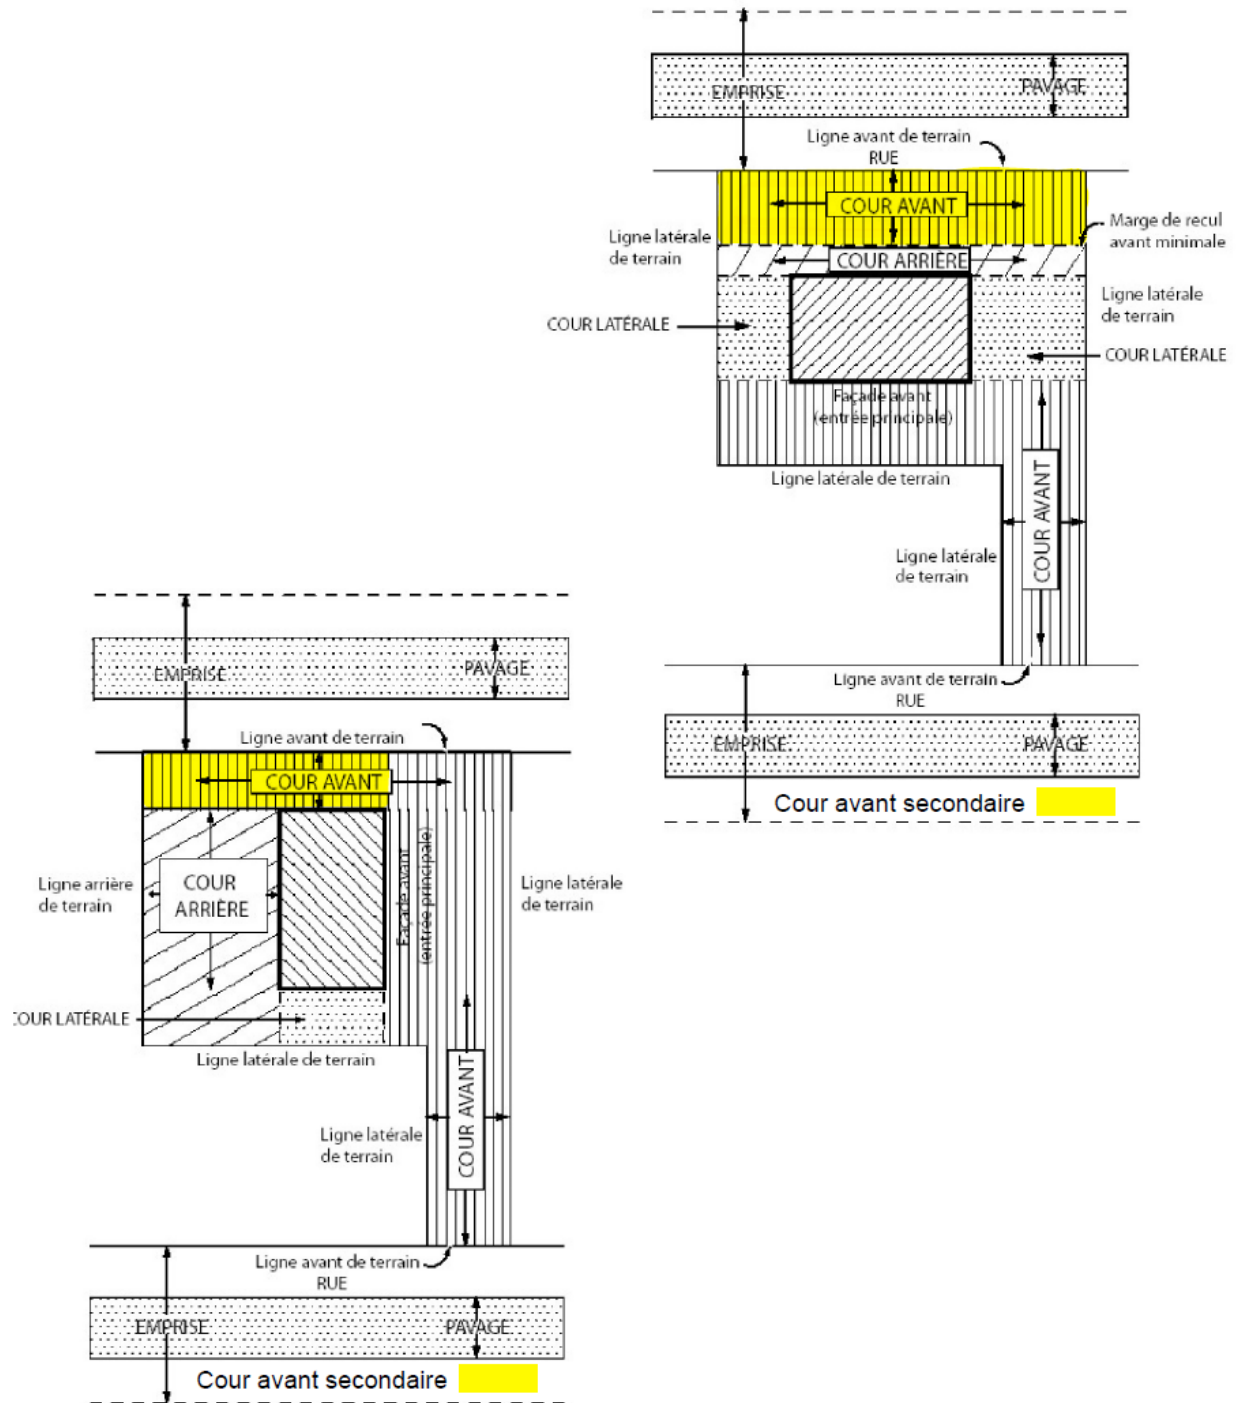 EMPRISE
PAVAGE
Ligne avant de terrain
RUE
COUR AVANT
Marge de recul
avant minimale
Ligne latérale
de terrain
COUR ARRIÈRE
Ligne latérale
de terrain
COUR LATÉRALE
COUR LATÉRALE
Façade avant
(entrée principale)
Ligne latérale de terrain
COUR AVANT
Ligne latérale
de terrain
Ligne avant de terrain
RUE
EMPRISE
PAVAGE
Cour avant secondaire
EMPRISE
PAVAGE
Ligne avant de terrain
COUR AVANT
Façade avant
(entrée principale)
Ligne arrière
de terrain
COUR
ARRIÈRE
Ligne latérale
de terrain
COUR LATÉRALE
Ligne latérale de terrain
COUR AVANT
Ligne latérale
de terrain
Ligne avant de terrain
RUE
EMPRISE
PAVAGE
Cour avant secondaire